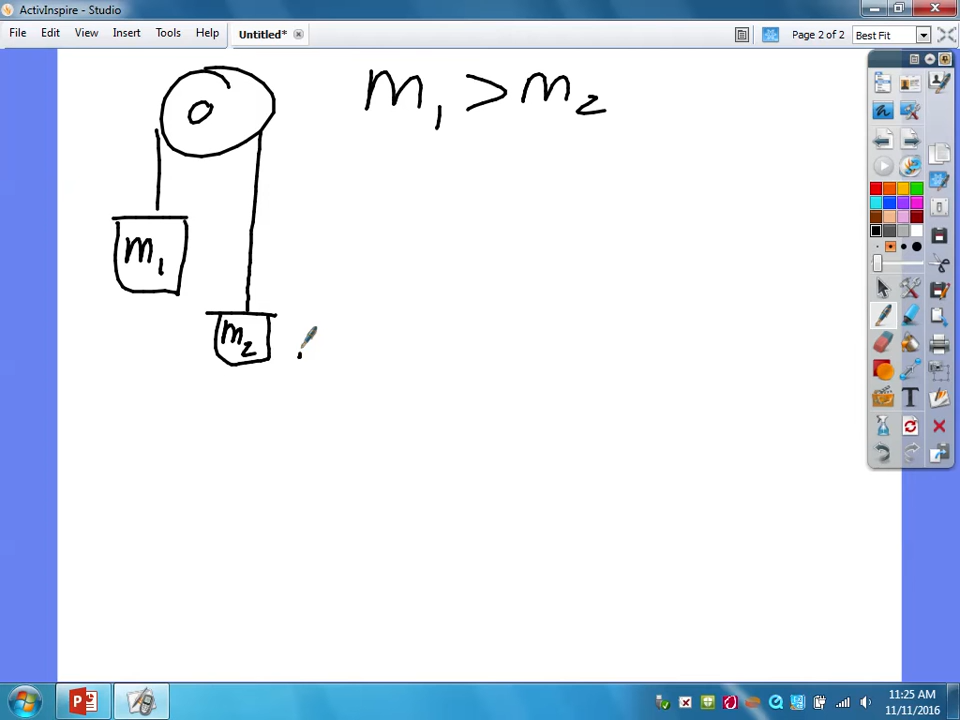 ActivInspire - Studio
File Edit View Insert Tools Help Untitled* Page 2 of 2 Best Fit
m₁ > m₂
m₁
m₂
T
11:25 AM
11/11/2016